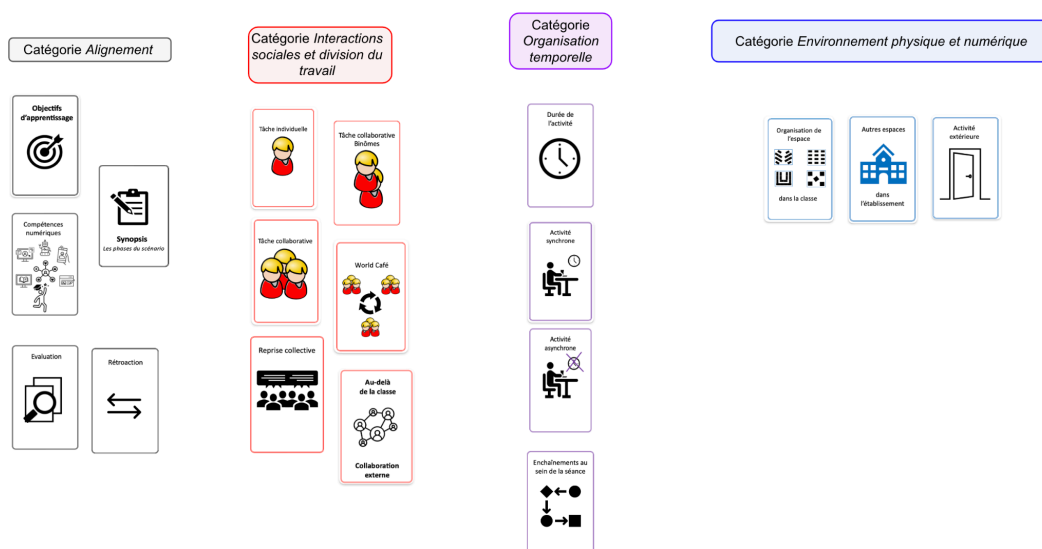 Catégorie Alignement
Objectifs
d'apprentissage
Synopsis
Les phases du scénario
Compétences
numériques
Evaluation
Rétroaction
Catégorie Interactions
sociales et division du
travail
Tâche individuelle
Tâche collaborative
Binômes
Tâche collaborative
World Café
Reprise collective
Au-delà
de la classe
Collaboration
externe
Catégorie
Organisation
temporelle
Durée de
l'activité
Activité
synchrone
Activité
asynchrone
Enchaînements au
sein de la séance
Catégorie Environnement physique et numérique
Organisation de
l'espace
dans la classe
Autres espaces
dans
l'établissement
Activité
extérieure